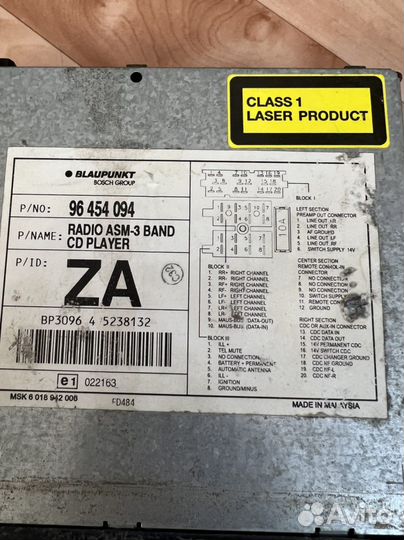 CLASS 1
LASER PRODUCT
BLAUPUNKT
BOSCH GROUP
P/NO: 96 454 094
P/NAME: RADIO ASM-3 BAND
CD PLAYER
P/ID: ZA
BP3096 4 5238132
e1 022163
MSK 6 018 942 006
FD484
10A
BLOCK I
LEFT SECTION
PREAMP OUT CONNECTOR
1. LINE OUT LR
2. LINE OUT RR
3. AF GROUND
4. LINE OUT LF
5. LINE OUT RF
6. SWITCH SUPPLY 14V
CENTER SECTION
REMOTE CONTROL-IN
CONNECTOR
7. NO CONNECTION
8. NO CONNECTION
9. NO CONNECTION
10. SWITCH SUPPLY
11. REMOTE CON
12. GROUND
RIGHT SECTION
CDC OR AUX-IN CONNECTOR
13. CDC DATA IN
14. CDC DATA OUT
15. 14V PERMANENT CDC
16. 14V SWITCH CDC
17. CDC CHANGER GROUND
18. CDC RF GROUND
19. CDC NF-L
20. CDC NF-R
BLOCK II
1. RR+ RIGHT CHANNEL
2. RR- RIGHT CHANNEL
3. RF+ RIGHT CHANNEL
4. RF- RIGHT CHANNEL
5. LF+ LEFT CHANNEL
6. LF- LEFT CHANNEL
7. LR+ LEFT CHANNEL
8. LR- LEFT CHANNEL
9. MAUS-BUS (DATA-OUT)
10. MAUS-BUS (DATA-IN)
BLOCK III
1. ILL +
2. TEL MUTE
3. NO CONNECTION
4. BATTERY + PERMANENT
5. AUTOMATIC ANTENNA
6. ILL -
7. IGNITION
8. GROUND/MINUS
MADE IN MALAYSIA
Avito